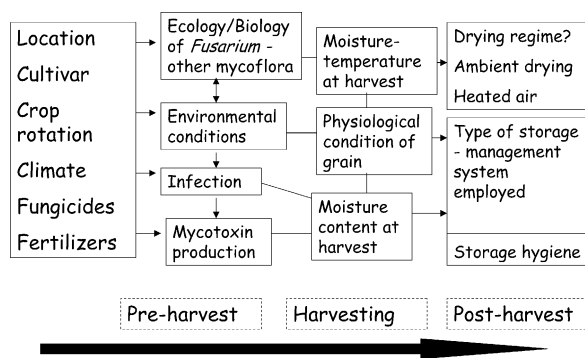 Location
Cultivar
Crop
rotation
Climate
Fungicides
Fertilizers
Ecology/Biology
of Fusarium -
other mycoflora
Environmental
conditions
Infection
Mycotoxin
production
Moisture-
temperature
at harvest
Physiological
condition of
grain
Moisture
content at
harvest
Drying regime?
Ambient drying
Heated air
Type of storage
- management
system
employed
Storage hygiene
Pre-harvest
Harvesting
Post-harvest